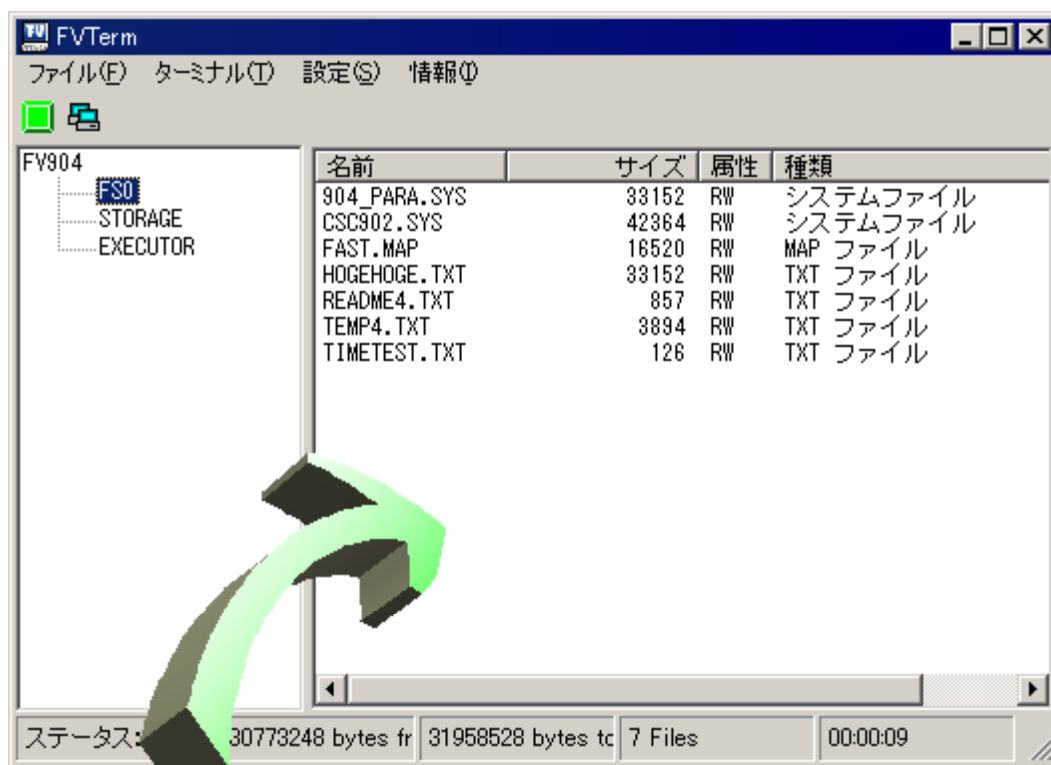 FVTerm
ファイル(F) ターミナル(T) 設定(S) 情報(I)
FV904
FS0
STORAGE
EXECUTOR
名前 サイズ 属性 種類
904_PARA.SYS 33152 RW システムファイル
CSC902.SYS 42364 RW システムファイル
FAST.MAP 16520 RW MAP ファイル
HOGEHOGE.TXT 33152 RW TXT ファイル
README4.TXT 857 RW TXT ファイル
TEMP4.TXT 3894 RW TXT ファイル
TIMETEST.TXT 126 RW TXT ファイル
ステータス: 30773248 bytes fr 31958528 bytes to 7 Files 00:00:09